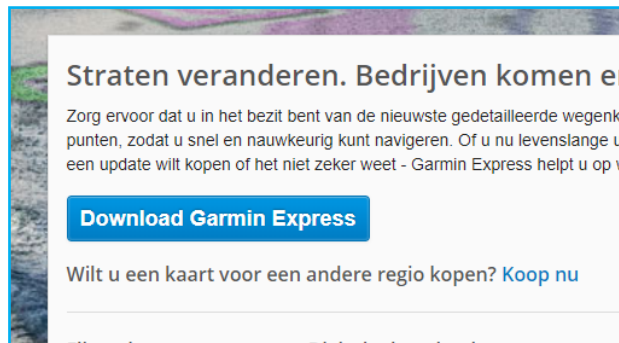 Straten veranderen. Bedrijven komen e
Zorg ervoor dat u in het bezit bent van de nieuwste gedetailleerde wegenk
punten, zodat u snel en nauwkeurig kunt navigeren. Of u nu levenslange u
een update wilt kopen of het niet zeker weet - Garmin Express helpt u op
Download Garmin Express
Wilt u een kaart voor een andere regio kopen? Koop nu